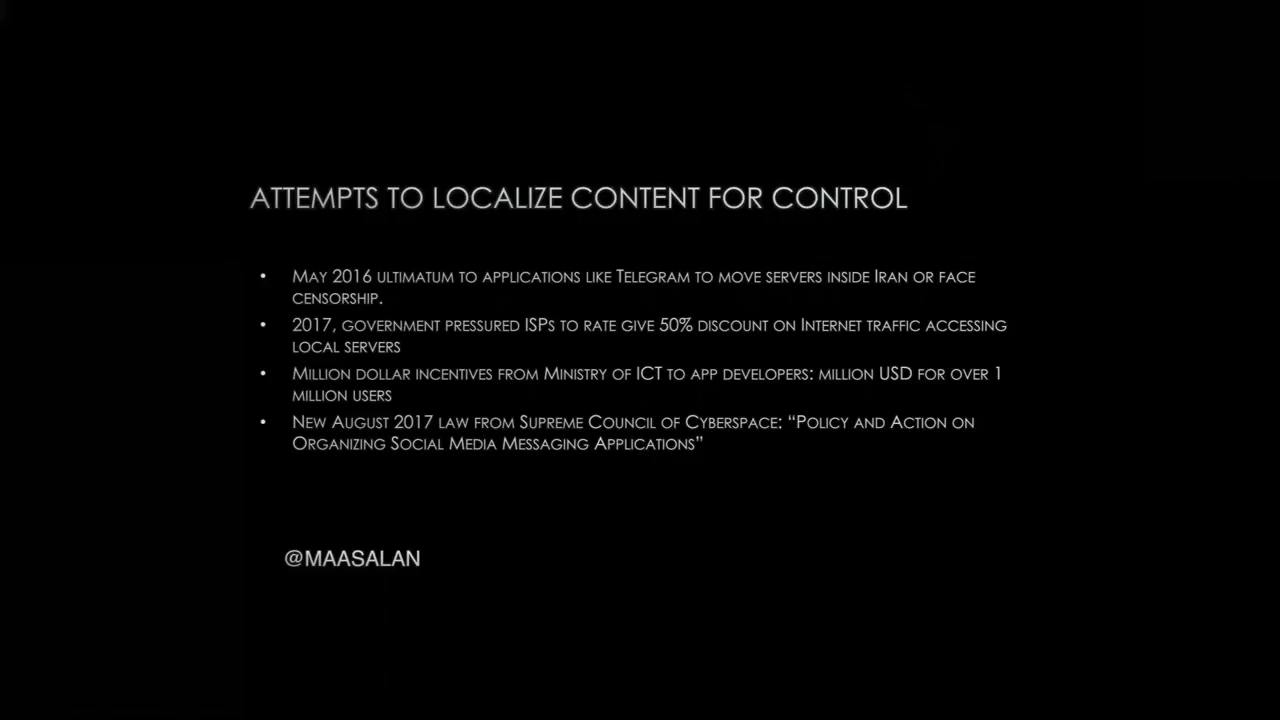 ATTEMPTS TO LOCALIZE CONTENT FOR CONTROL
• May 2016 ultimatum to applications like Telegram to move servers inside Iran or face
censorship.
• 2017, government pressured ISPs to rate give 50% discount on Internet traffic accessing
local servers
• Million dollar incentives from Ministry of ICT to app developers: million USD for over 1
million users
• New August 2017 law from Supreme Council of Cyberspace: “Policy and Action on
Organizing Social Media Messaging Applications”
@MAASALAN